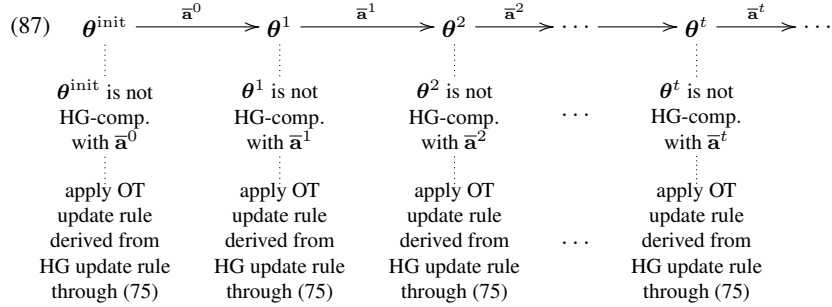 (87) θ^init —a̅^0→ θ^1 —a̅^1→ θ^2 —a̅^2→ ··· → θ^t —a̅^t→ ···
θ^init is not θ^1 is not θ^2 is not θ^t is not
HG-comp. HG-comp. HG-comp. ··· HG-comp.
with a̅^0 with a̅^1 with a̅^2 with a̅^t
apply OT apply OT apply OT apply OT
update rule update rule update rule update rule
derived from derived from derived from ··· derived from
HG update rule HG update rule HG update rule HG update rule
through (75) through (75) through (75) through (75)